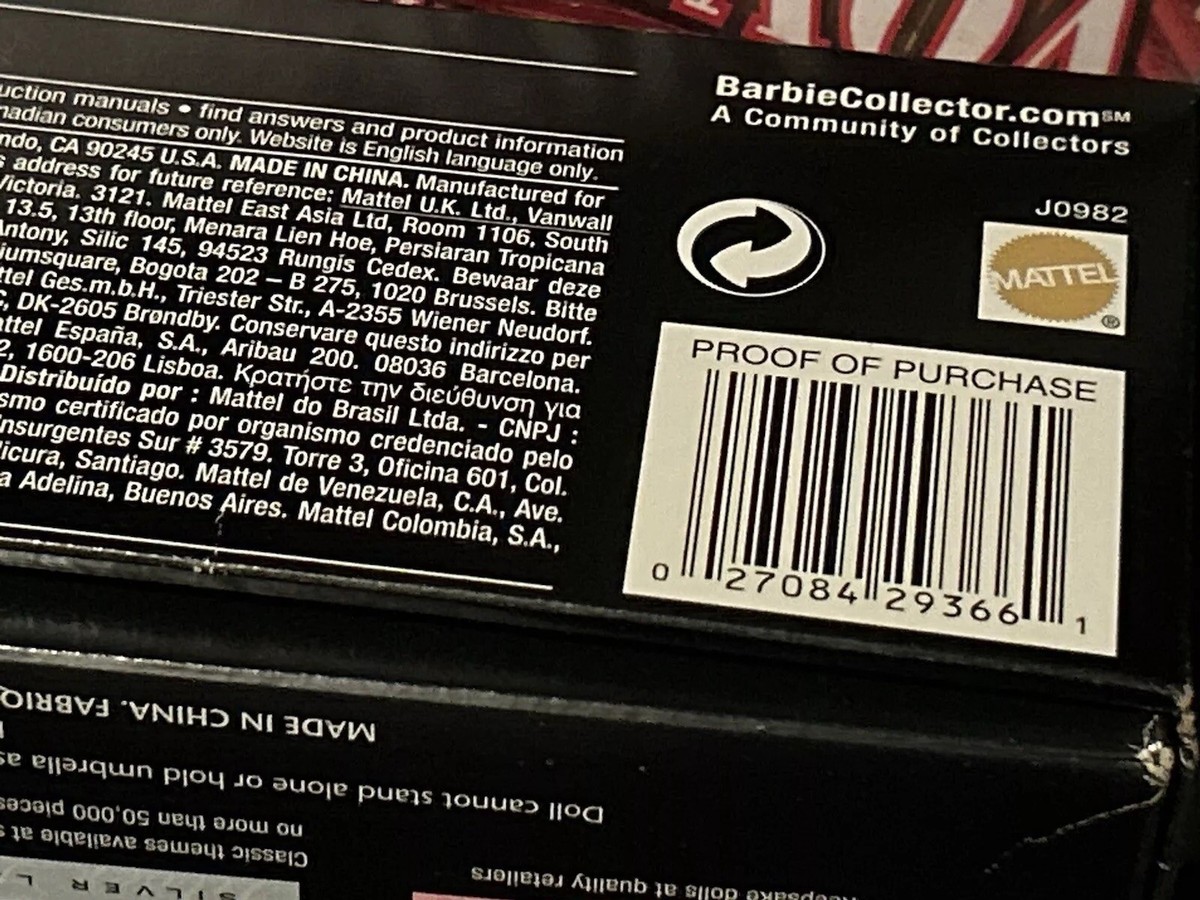 uction manuals • find answers and product information
nadian consumers only. Website is English language only.
ndo, CA 90245 U.S.A. MADE IN CHINA. Manufactured for
s address for future reference: Mattel U.K. Ltd., Vanwall
Victoria. 3121. Mattel East Asia Ltd, Room 1106, South
13.5, 13th floor, Menara Lien Hoe, Persiaran Tropicana
Antony, Silic 145, 94523 Rungis Cedex. Bewaar deze
iumsquare, Bogota 202 – B 275, 1020 Brussels. Bitte
ttel Ges.m.b.H., Triester Str., A-2355 Wiener Neudorf.
DK-2605 Brøndby. Conservare questo indirizzo per
attel España, S.A., Aribau 200. 08036 Barcelona.
2, 1600-206 Lisboa. Κρατήστε την διεύθυνση για
Distribuído por : Mattel do Brasil Ltda. - CNPJ :
smo certificado por organismo credenciado pelo
nsurgentes Sur # 3579, Torre 3, Oficina 601, Col.
licura, Santiago. Mattel de Venezuela, C.A., Ave.
a Adelina, Buenos Aires. Mattel Colombia, S.A.,
BarbieCollector.com℠
A Community of Collectors
J0982
MATTEL®
PROOF OF PURCHASE
0 27084 29366 1
MADE IN CHINA. FABRIQ
Doll cannot stand alone or hold umbrella as
no more than 50,000 pieces
Classic themes available at s
SILVER L
Keepsake dolls at quality retailers